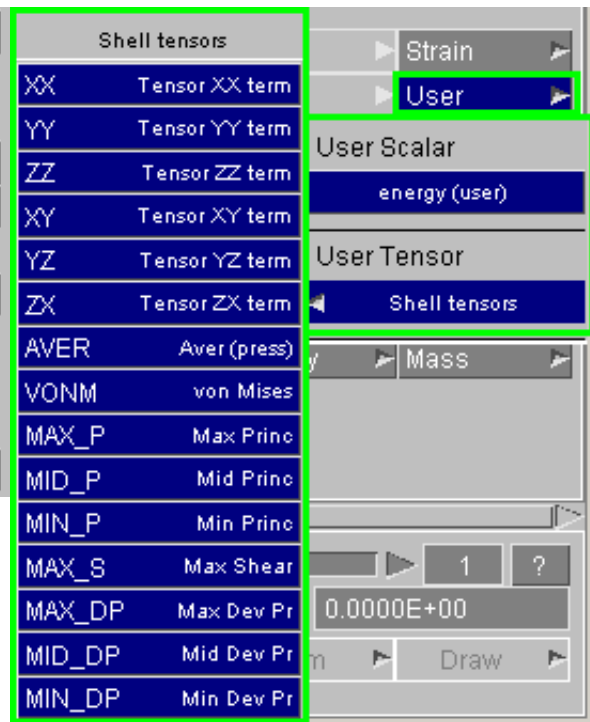 Shell tensors
XX Tensor XX term
YY Tensor YY term
ZZ Tensor ZZ term
XY Tensor XY term
YZ Tensor YZ term
ZX Tensor ZX term
AVER Aver (press)
VONM von Mises
MAX_P Max Princ
MID_P Mid Princ
MIN_P Min Princ
MAX_S Max Shear
MAX_DP Max Dev Pr
MID_DP Mid Dev Pr
MIN_DP Min Dev Pr
Strain
User
User Scalar
energy (user)
User Tensor
Shell tensors
y Mass
1 ?
0.0000E+00
m Draw